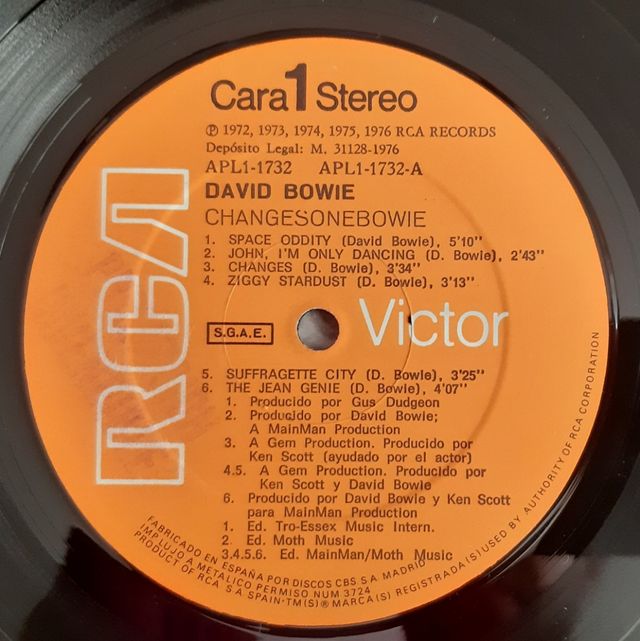 Cara 1 Stereo
℗ 1972, 1973, 1974, 1975, 1976 RCA RECORDS
Depósito Legal: M. 31128-1976
APL1-1732 APL1-1732-A
DAVID BOWIE
CHANGESONEBOWIE
1. SPACE ODDITY (David Bowie), 5'10''
2. JOHN, I'M ONLY DANCING (D. Bowie), 2'43''
3. CHANGES (D. Bowie), 3'34''
4. ZIGGY STARDUST (D. Bowie), 3'13''
RCA
S.G.A.E.
Victor
5. SUFFRAGETTE CITY (D. Bowie), 3'25''
6. THE JEAN GENIE (D. Bowie), 4'07''
1. Producido por Gus Dudgeon
2. Producido por David Bowie;
A MainMan Production
3. A Gem Production. Producido por
Ken Scott (ayudado por el actor)
4.5. A Gem Production. Producido por
Ken Scott y David Bowie
6. Producido por David Bowie y Ken Scott
para MainMan Production
1. Ed. Tro-Essex Music Intern.
2. Ed. Moth Music
3.4.5.6. Ed. MainMan/Moth Music
FABRICADO EN ESPAÑA POR DISCOS CBS. S.A. MADRID
IMPUJO A METALICO PERMISO NUM 3724
PRODUCT OF RCA S.A SPAIN * TM(S)® MARCA(S) REGISTRADA(S) USED BY AUTHORITY OF RCA CORPORATION